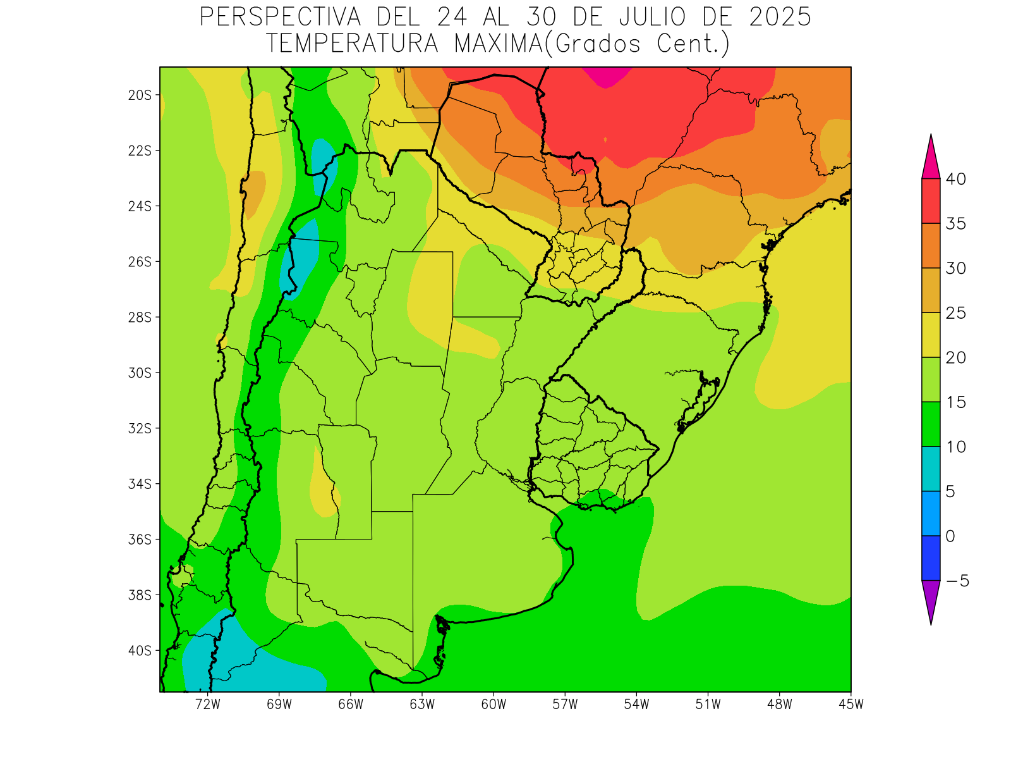 PERSPECTIVA DEL 24 AL 30 DE JULIO DE 2025
TEMPERATURA MAXIMA(Grados Cent.)
20S
22S
24S
26S
28S
30S
32S
34S
36S
38S
40S
72W 69W 66W 63W 60W 57W 54W 51W 48W 45W
40
35
30
25
20
15
10
5
0
−5